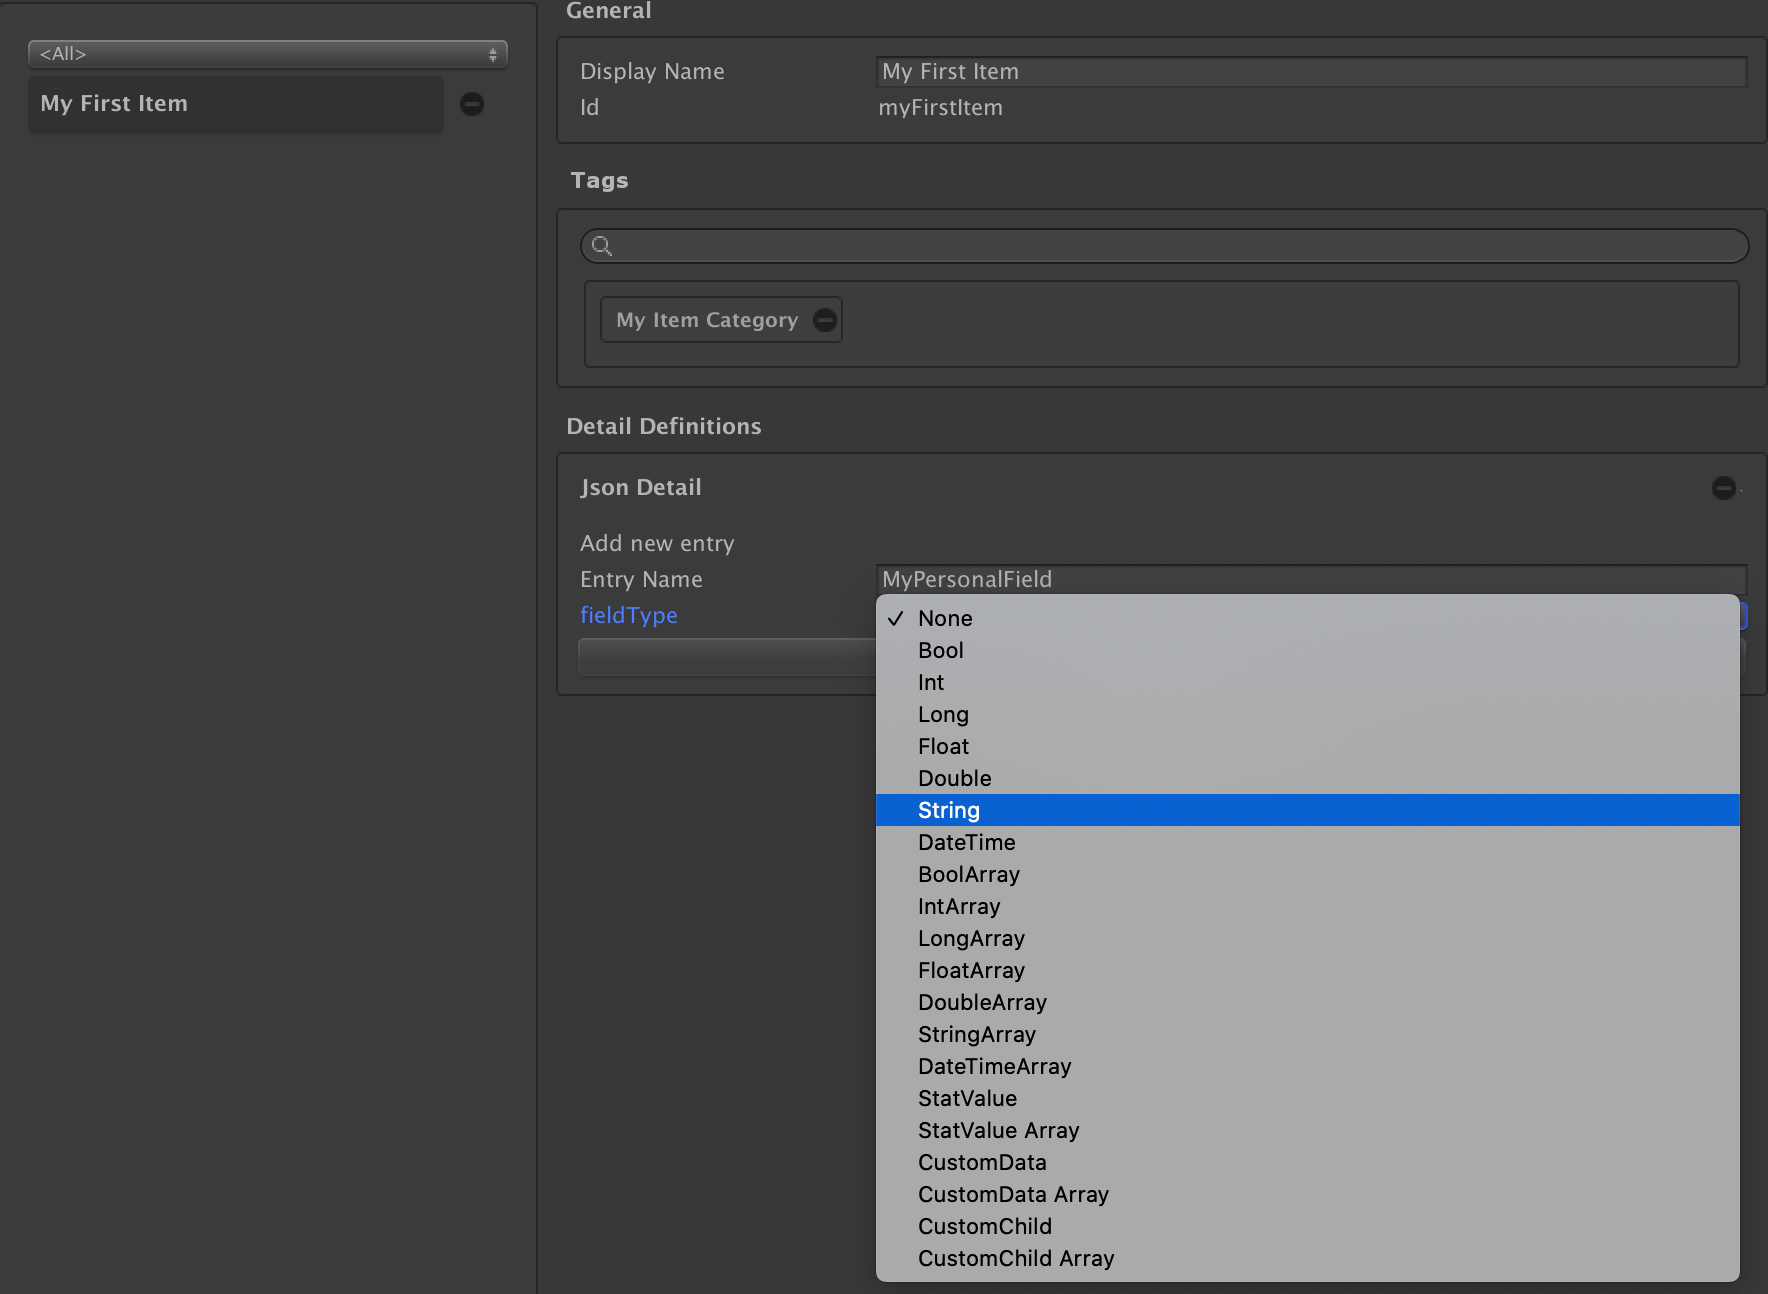 <All>
My First Item
General
Display Name My First Item
Id myFirstItem
Tags
My Item Category
Detail Definitions
Json Detail
Add new entry
Entry Name MyPersonalField
fieldType
None
Bool
Int
Long
Float
Double
String
DateTime
BoolArray
IntArray
LongArray
FloatArray
DoubleArray
StringArray
DateTimeArray
StatValue
StatValue Array
CustomData
CustomData Array
CustomChild
CustomChild Array